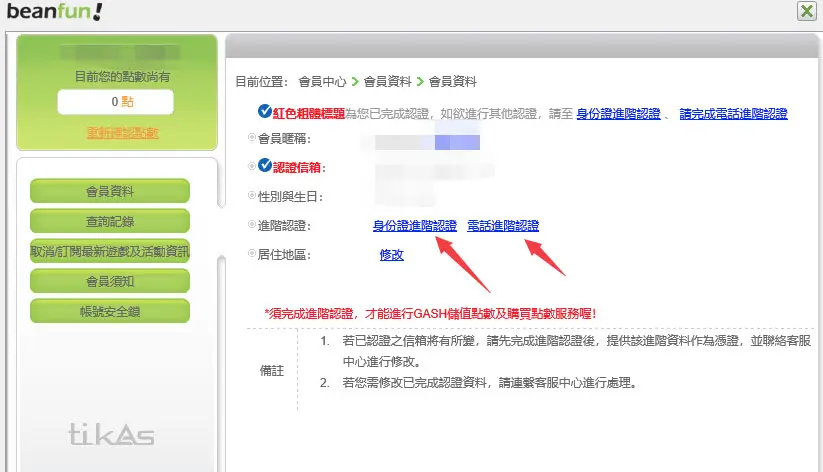 beanfun!
目前您的點數尚有
0 點
重新確認點數
會員資料
查詢記錄
取消/訂閱最新遊戲及活動資訊
會員須知
帳號安全鎖
tikAs
目前位置: 會員中心 > 會員資料 > 會員資料
紅色粗體標題為您已完成認證，如欲進行其他認證，請至 身份證進階認證 、 請完成電話進階認證
會員暱稱:
認證信箱:
性別與生日:
進階認證: 身份證進階認證 電話進階認證
居住地區: 修改
*須完成進階認證，才能進行GASH儲值點數及購買點數服務喔!
備註
1. 若已認證之信箱將有所變，請先完成進階認證後，提供該進階資料作為憑證，並聯絡客服
中心進行修改。
2. 若您需修改已完成認證資料，請連繫客服中心進行處理。